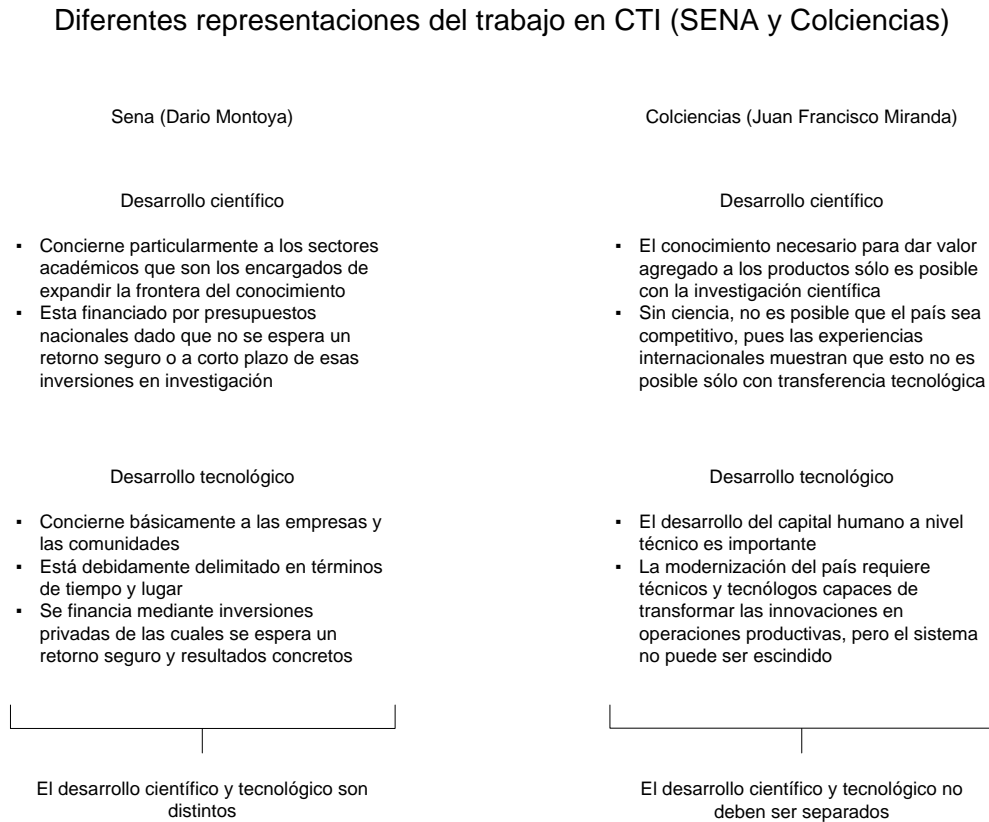 Diferentes representaciones del trabajo en CTI (SENA y Colciencias)
Sena (Dario Montoya)
Desarrollo científico
▪ Concierne particularmente a los sectores
académicos que son los encargados de
expandir la frontera del conocimiento
▪ Esta financiado por presupuestos
nacionales dado que no se espera un
retorno seguro o a corto plazo de esas
inversiones en investigación
Desarrollo tecnológico
▪ Concierne básicamente a las empresas y
las comunidades
▪ Está debidamente delimitado en términos
de tiempo y lugar
▪ Se financia mediante inversiones
privadas de las cuales se espera un
retorno seguro y resultados concretos
El desarrollo científico y tecnológico son
distintos
Colciencias (Juan Francisco Miranda)
Desarrollo científico
▪ El conocimiento necesario para dar valor
agregado a los productos sólo es posible
con la investigación científica
▪ Sin ciencia, no es posible que el país sea
competitivo, pues las experiencias
internacionales muestran que esto no es
posible sólo con transferencia tecnológica
Desarrollo tecnológico
▪ El desarrollo del capital humano a nivel
técnico es importante
▪ La modernización del país requiere
técnicos y tecnólogos capaces de
transformar las innovaciones en
operaciones productivas, pero el sistema
no puede ser escindido
El desarrollo científico y tecnológico no
deben ser separados